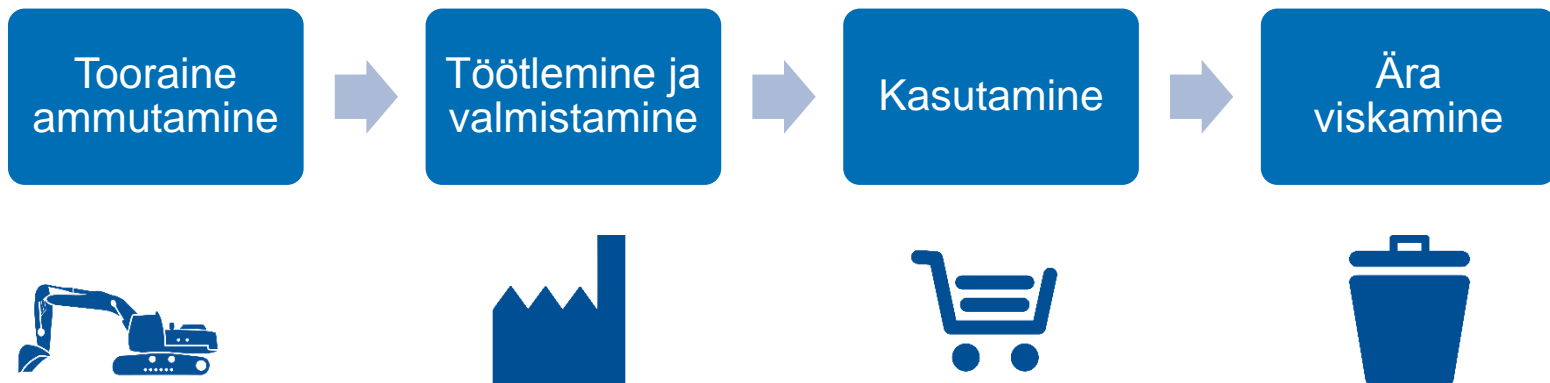 Tooraine
ammutamine
Töötlemine ja
valmistamine
Kasutamine
Ära
viskamine